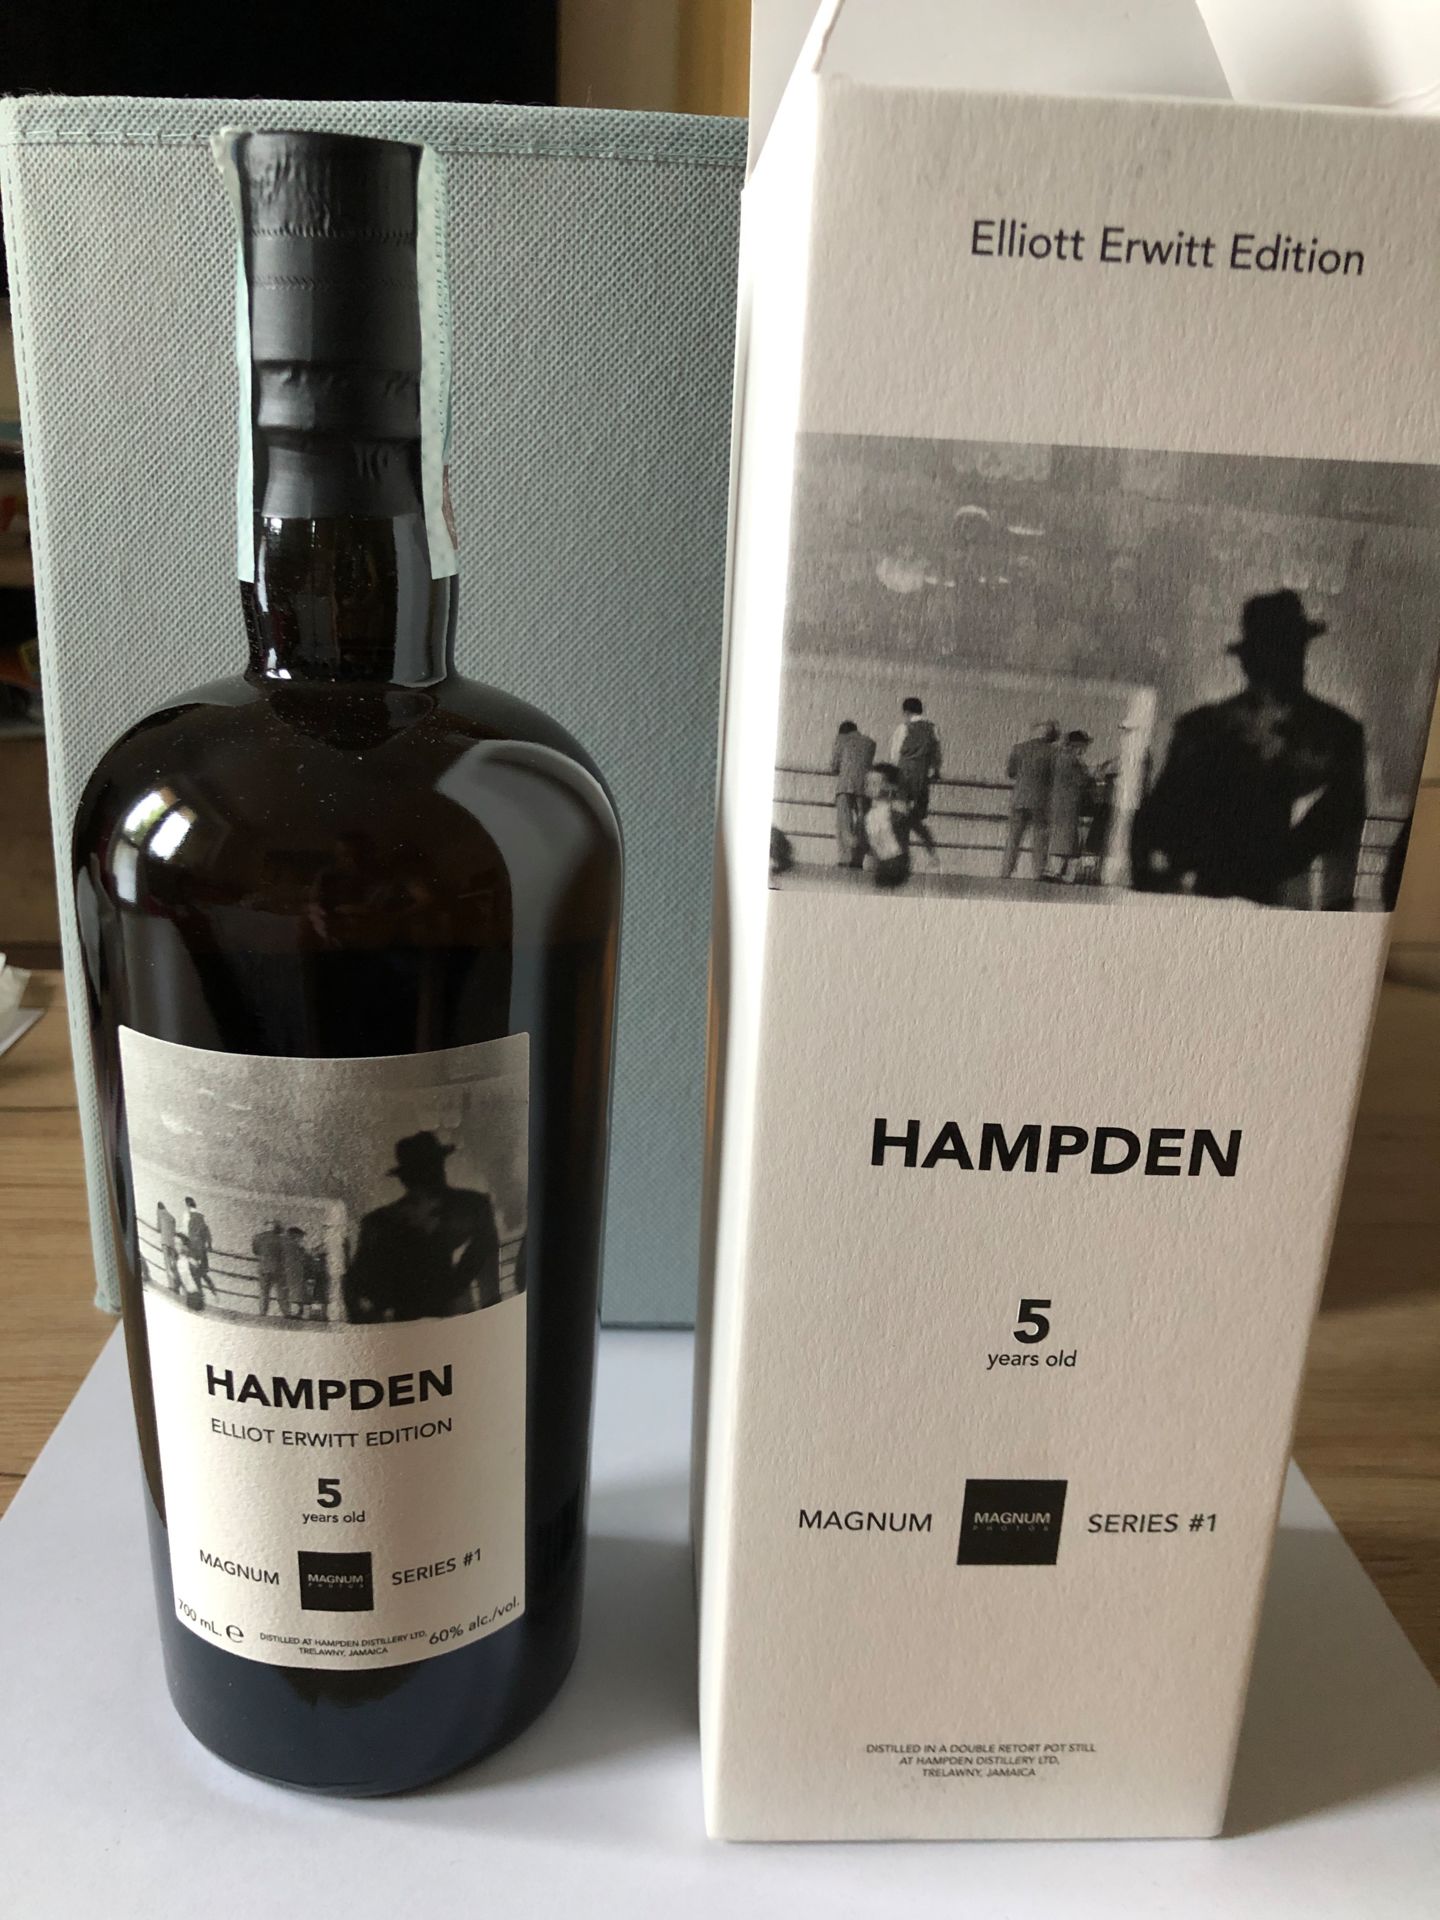 HAMPDEN
ELLIOT ERWITT EDITION
5
years old
MAGNUM
MAGNUM
PHOTOS
SERIES #1
700 mL. e
DISTILLED AT HAMPDEN DISTILLERY LTD,
TRELAWNY, JAMAICA
60% alc./vol.
Elliott Erwitt Edition
HAMPDEN
5
years old
MAGNUM
MAGNUM
PHOTOS
SERIES #1
DISTILLED IN A DOUBLE RETORT POT STILL
AT HAMPDEN DISTILLERY LTD,
TRELAWNY, JAMAICA